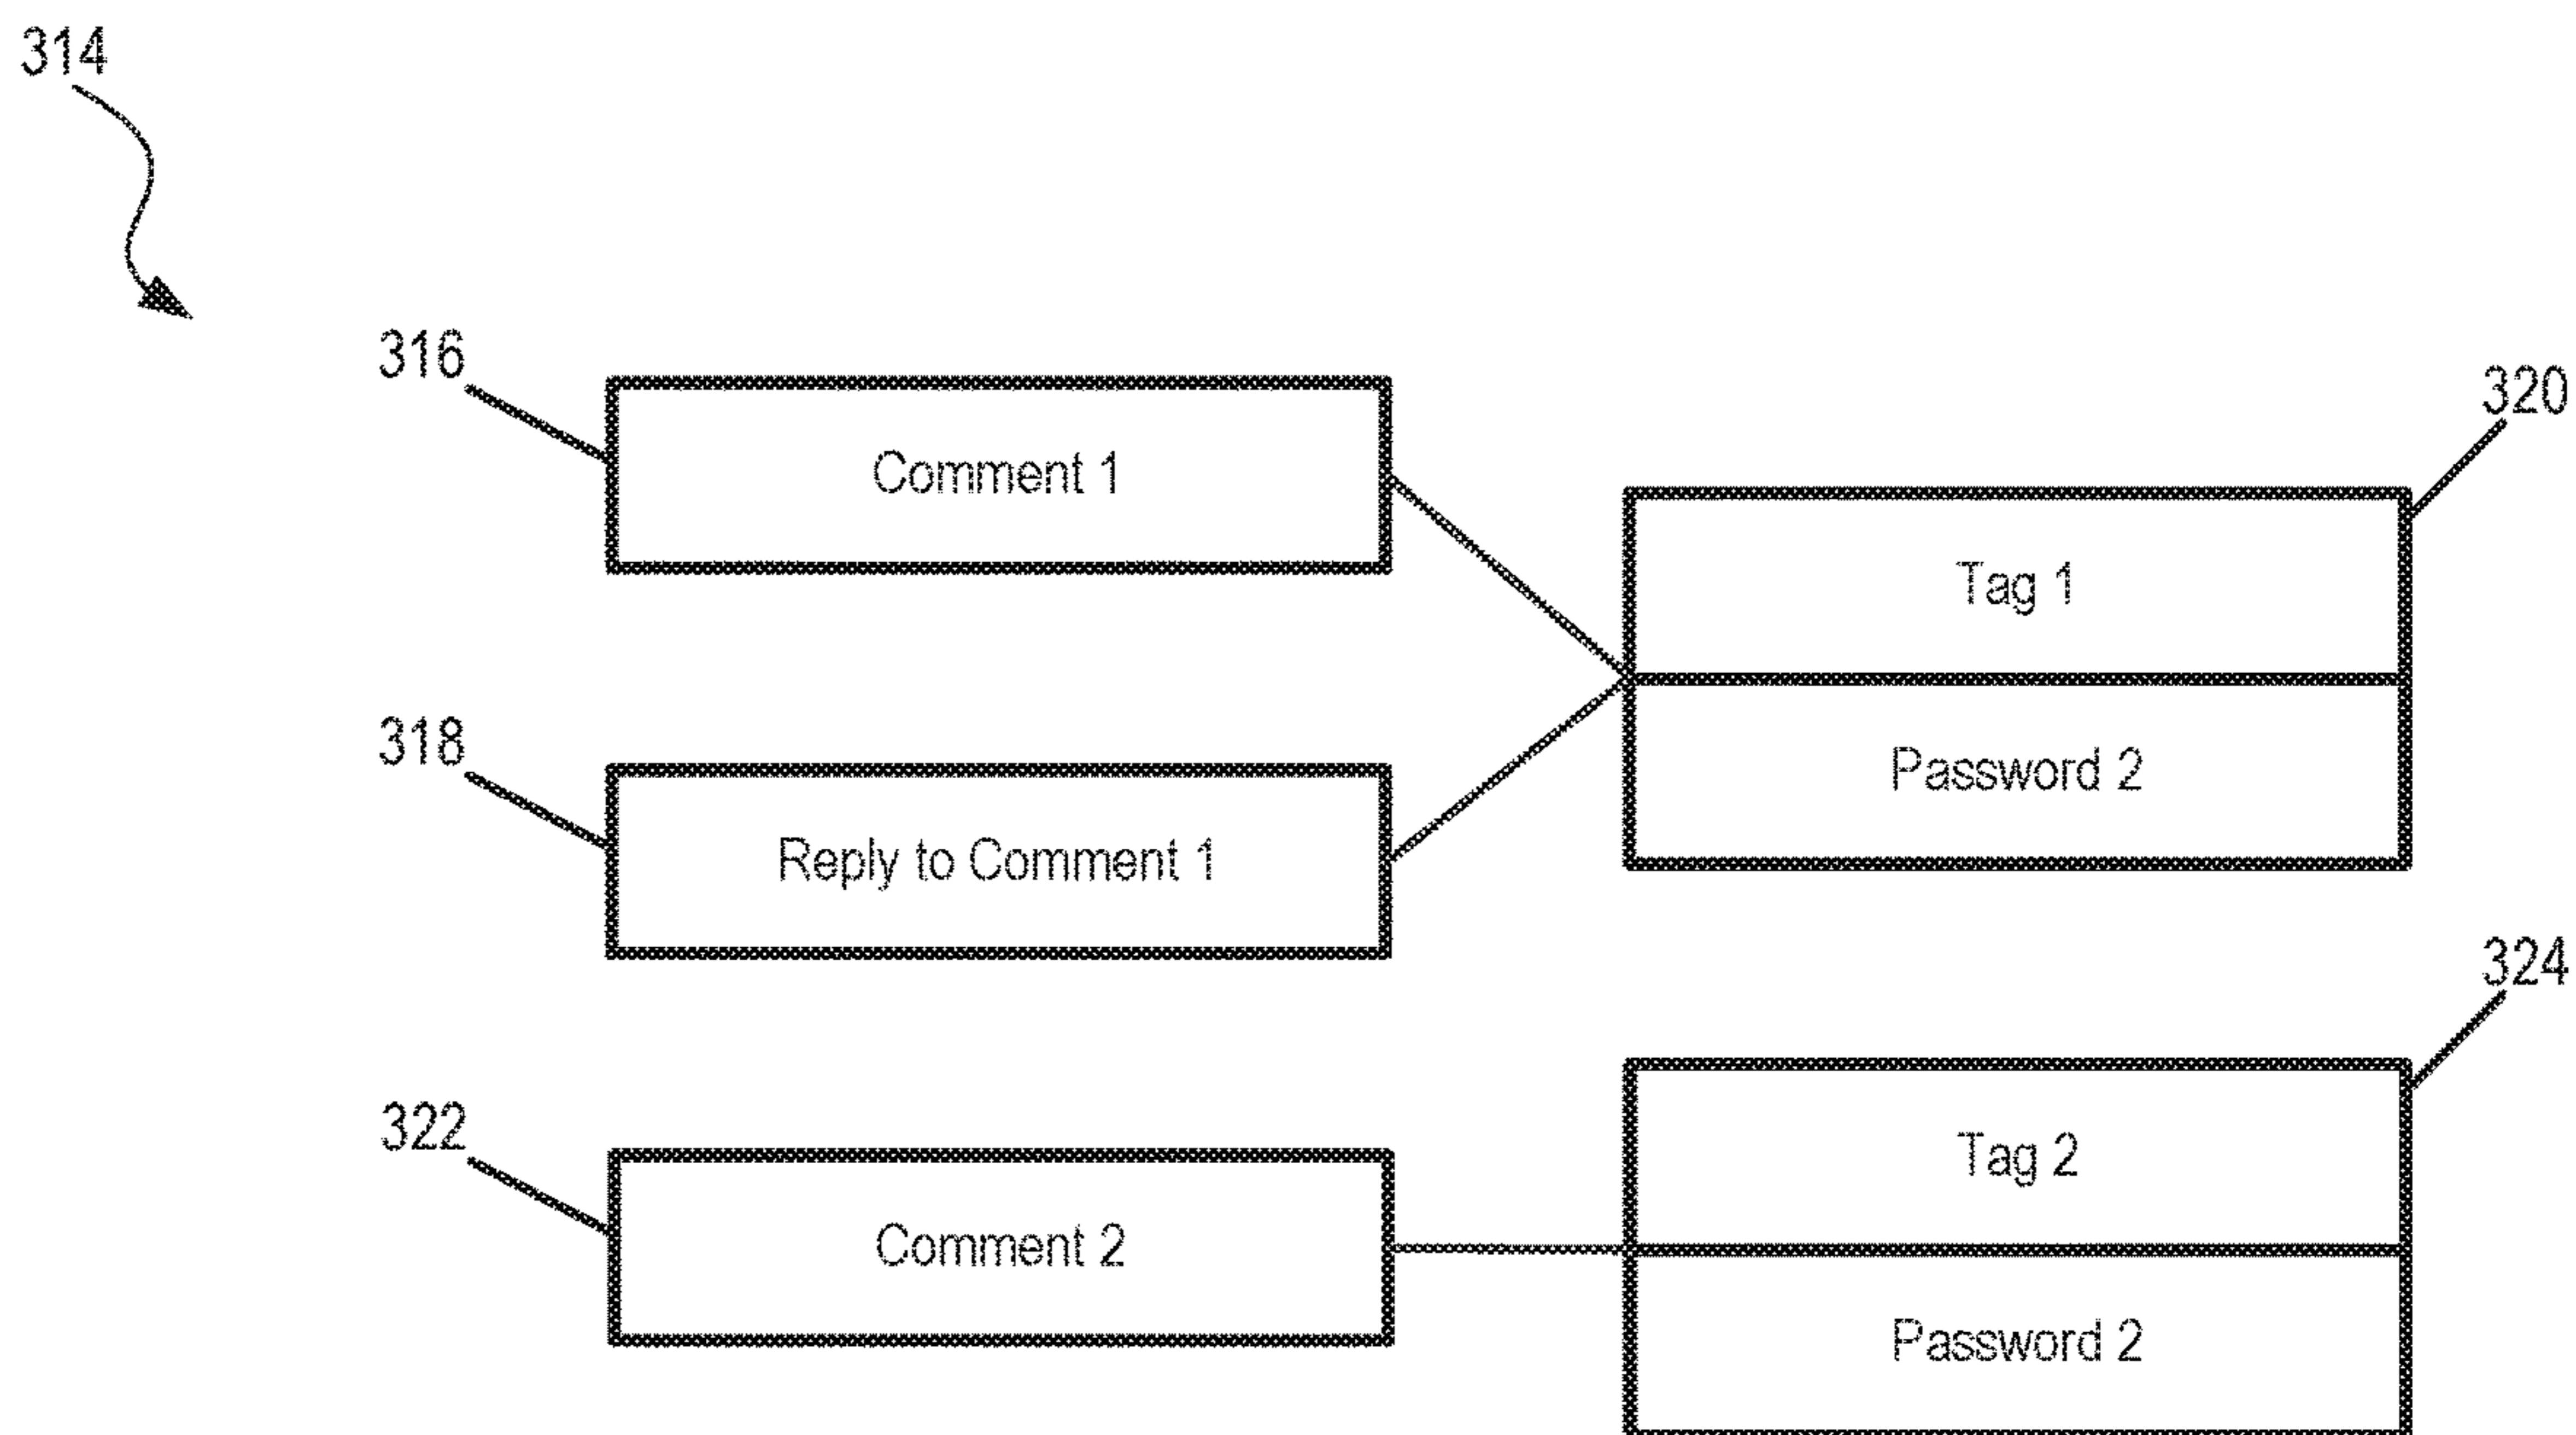 314
316
Comment 1
320
Tag 1
Password 2
318
Reply to Comment 1
324
322
Comment 2
Tag 2
Password 2